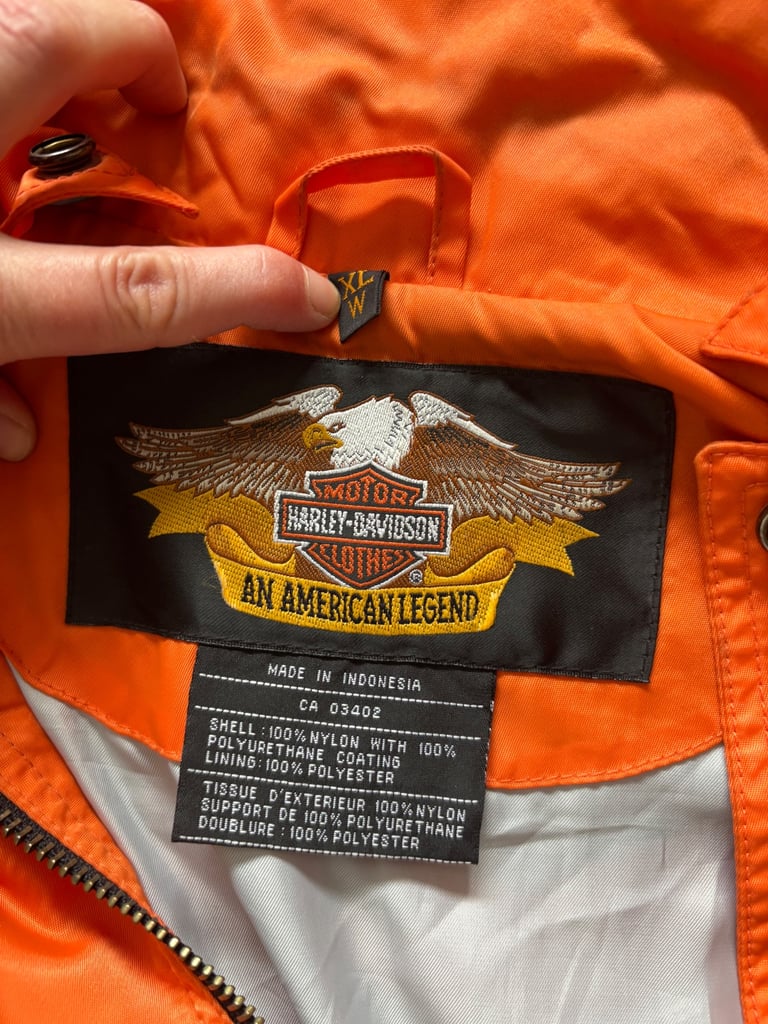 XL
W
MOTOR
HARLEY-DAVIDSON
CLOTHES
®
AN AMERICAN LEGEND
MADE IN INDONESIA
CA 03402
SHELL:100% NYLON WITH 100%
POLYURETHANE COATING
LINING:100% POLYESTER
TISSUE D'EXTERIEUR 100% NYLON
SUPPORT DE 100% POLYURETHANE
DOUBLURE:100% POLYESTER